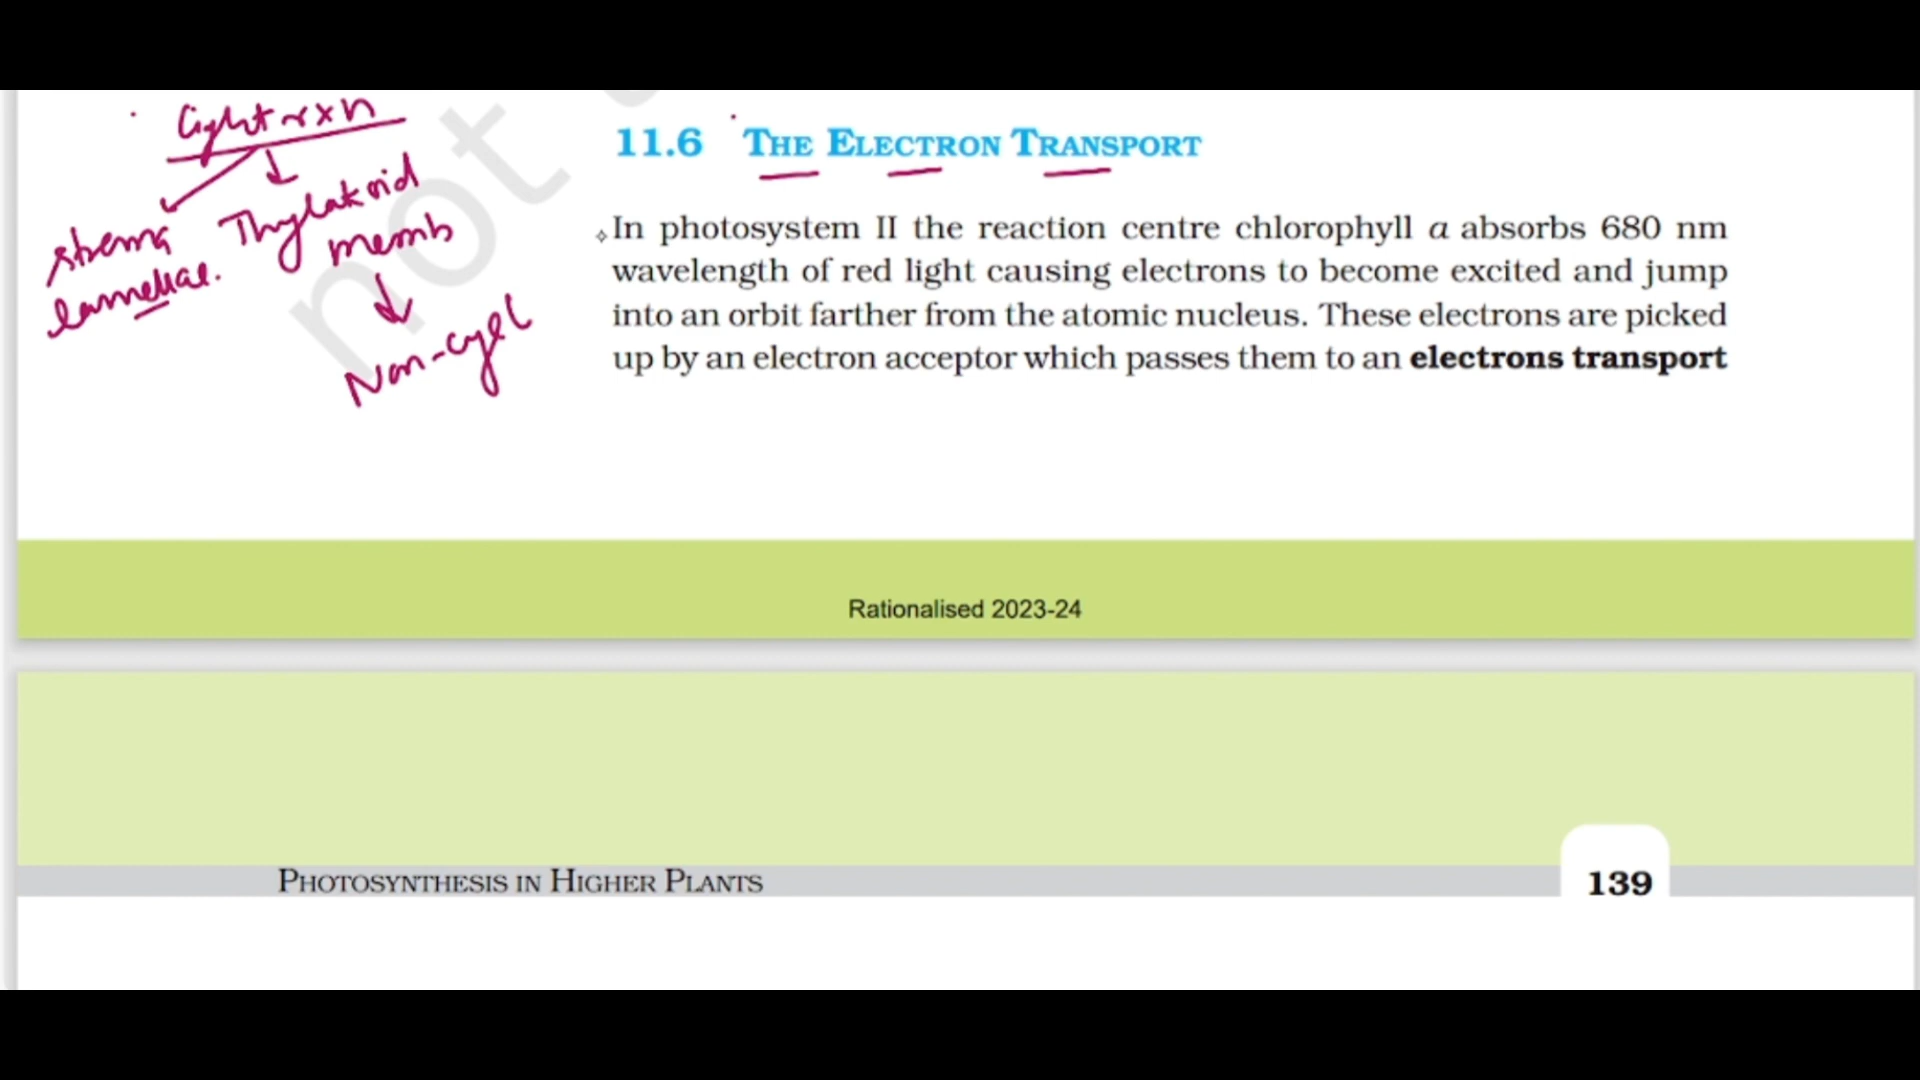 Light rxn
stroma
lamellae.
Thylakoid
memb
Non-cycl
not
11.6 THE ELECTRON TRANSPORT
In photosystem II the reaction centre chlorophyll a absorbs 680 nm
wavelength of red light causing electrons to become excited and jump
into an orbit farther from the atomic nucleus. These electrons are picked
up by an electron acceptor which passes them to an electrons transport
Rationalised 2023-24
PHOTOSYNTHESIS IN HIGHER PLANTS
139